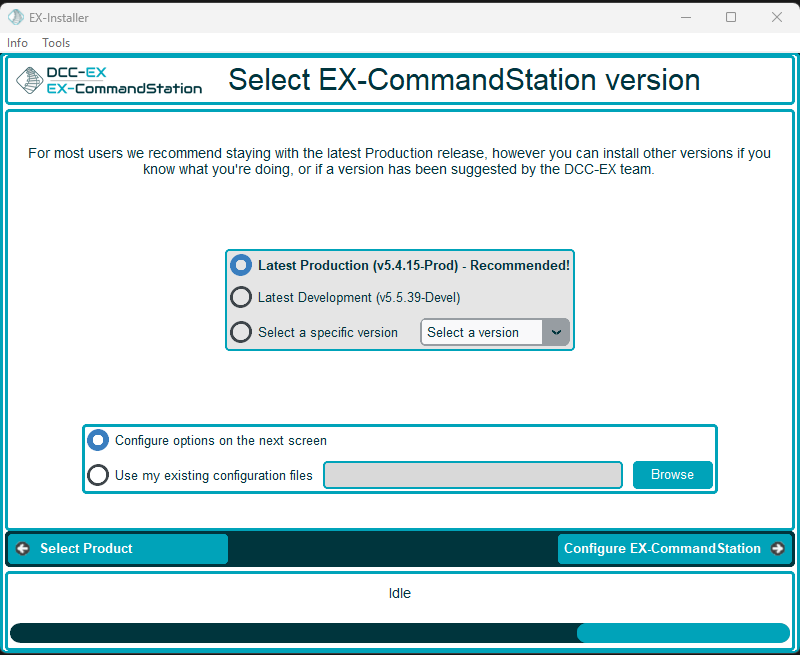 EX-Installer
Info Tools
DCC-EX
EX-CommandStation
Select EX-CommandStation version
For most users we recommend staying with the latest Production release, however you can install other versions if you
know what you're doing, or if a version has been suggested by the DCC-EX team.
Latest Production (v5.4.15-Prod) - Recommended!
Latest Development (v5.5.39-Devel)
Select a specific version Select a version
Configure options on the next screen
Use my existing configuration files Browse
Select Product Configure EX-CommandStation
Idle